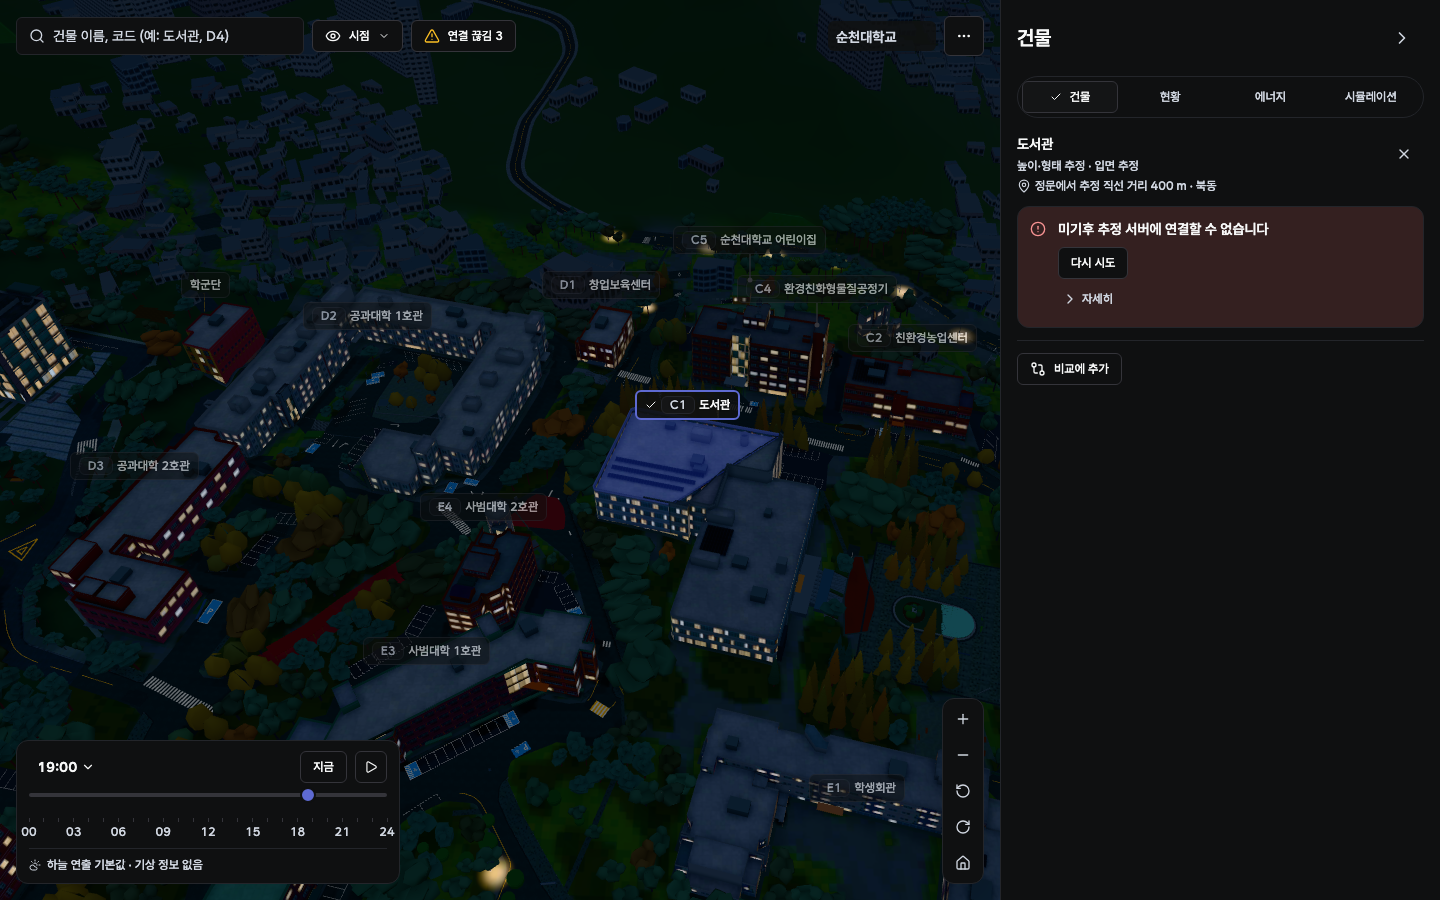 건물 이름, 코드 (예: 도서관, D4)
시점
연결 끊김 3
순천대학교
건물
건물
현황
에너지
시뮬레이션
도서관
높이·형태 추정 · 입면 추정
정문에서 추정 직선 거리 400 m · 북동
미기후 추정 서버에 연결할 수 없습니다
다시 시도
자세히
비교에 추가
C5 순천대학교 어린이집
학군단
D1 창업보육센터
C4 환경친화형물질공정기
D2 공과대학 1호관
C2 친환경농업센터
C1 도서관
D3 공과대학 2호관
E4 사범대학 2호관
E3 사범대학 1호관
E1 학생회관
19:00
지금
00 03 06 09 12 15 18 21 24
하늘 연출 기본값 · 기상 정보 없음